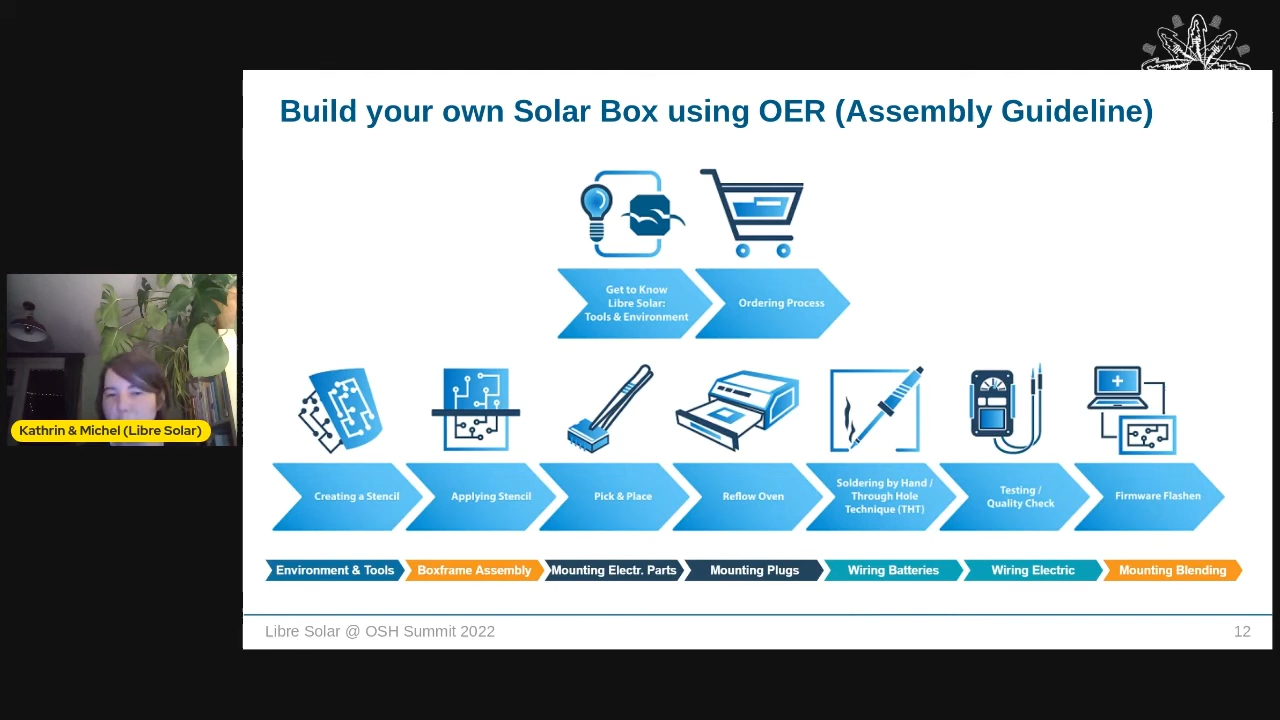 Build your own Solar Box using OER (Assembly Guideline)
Get to Know
Libre Solar:
Tools & Environment
Ordering Process
Creating a Stencil
Applying Stencil
Pick & Place
Reflow Oven
Soldering by Hand /
Through Hole
Technique (THT)
Testing /
Quality Check
Firmware Flashen
Environment & Tools
Boxframe Assembly
Mounting Electr. Parts
Mounting Plugs
Wiring Batteries
Wiring Electric
Mounting Blending
Libre Solar @ OSH Summit 2022
12
Kathrin & Michel (Libre Solar)